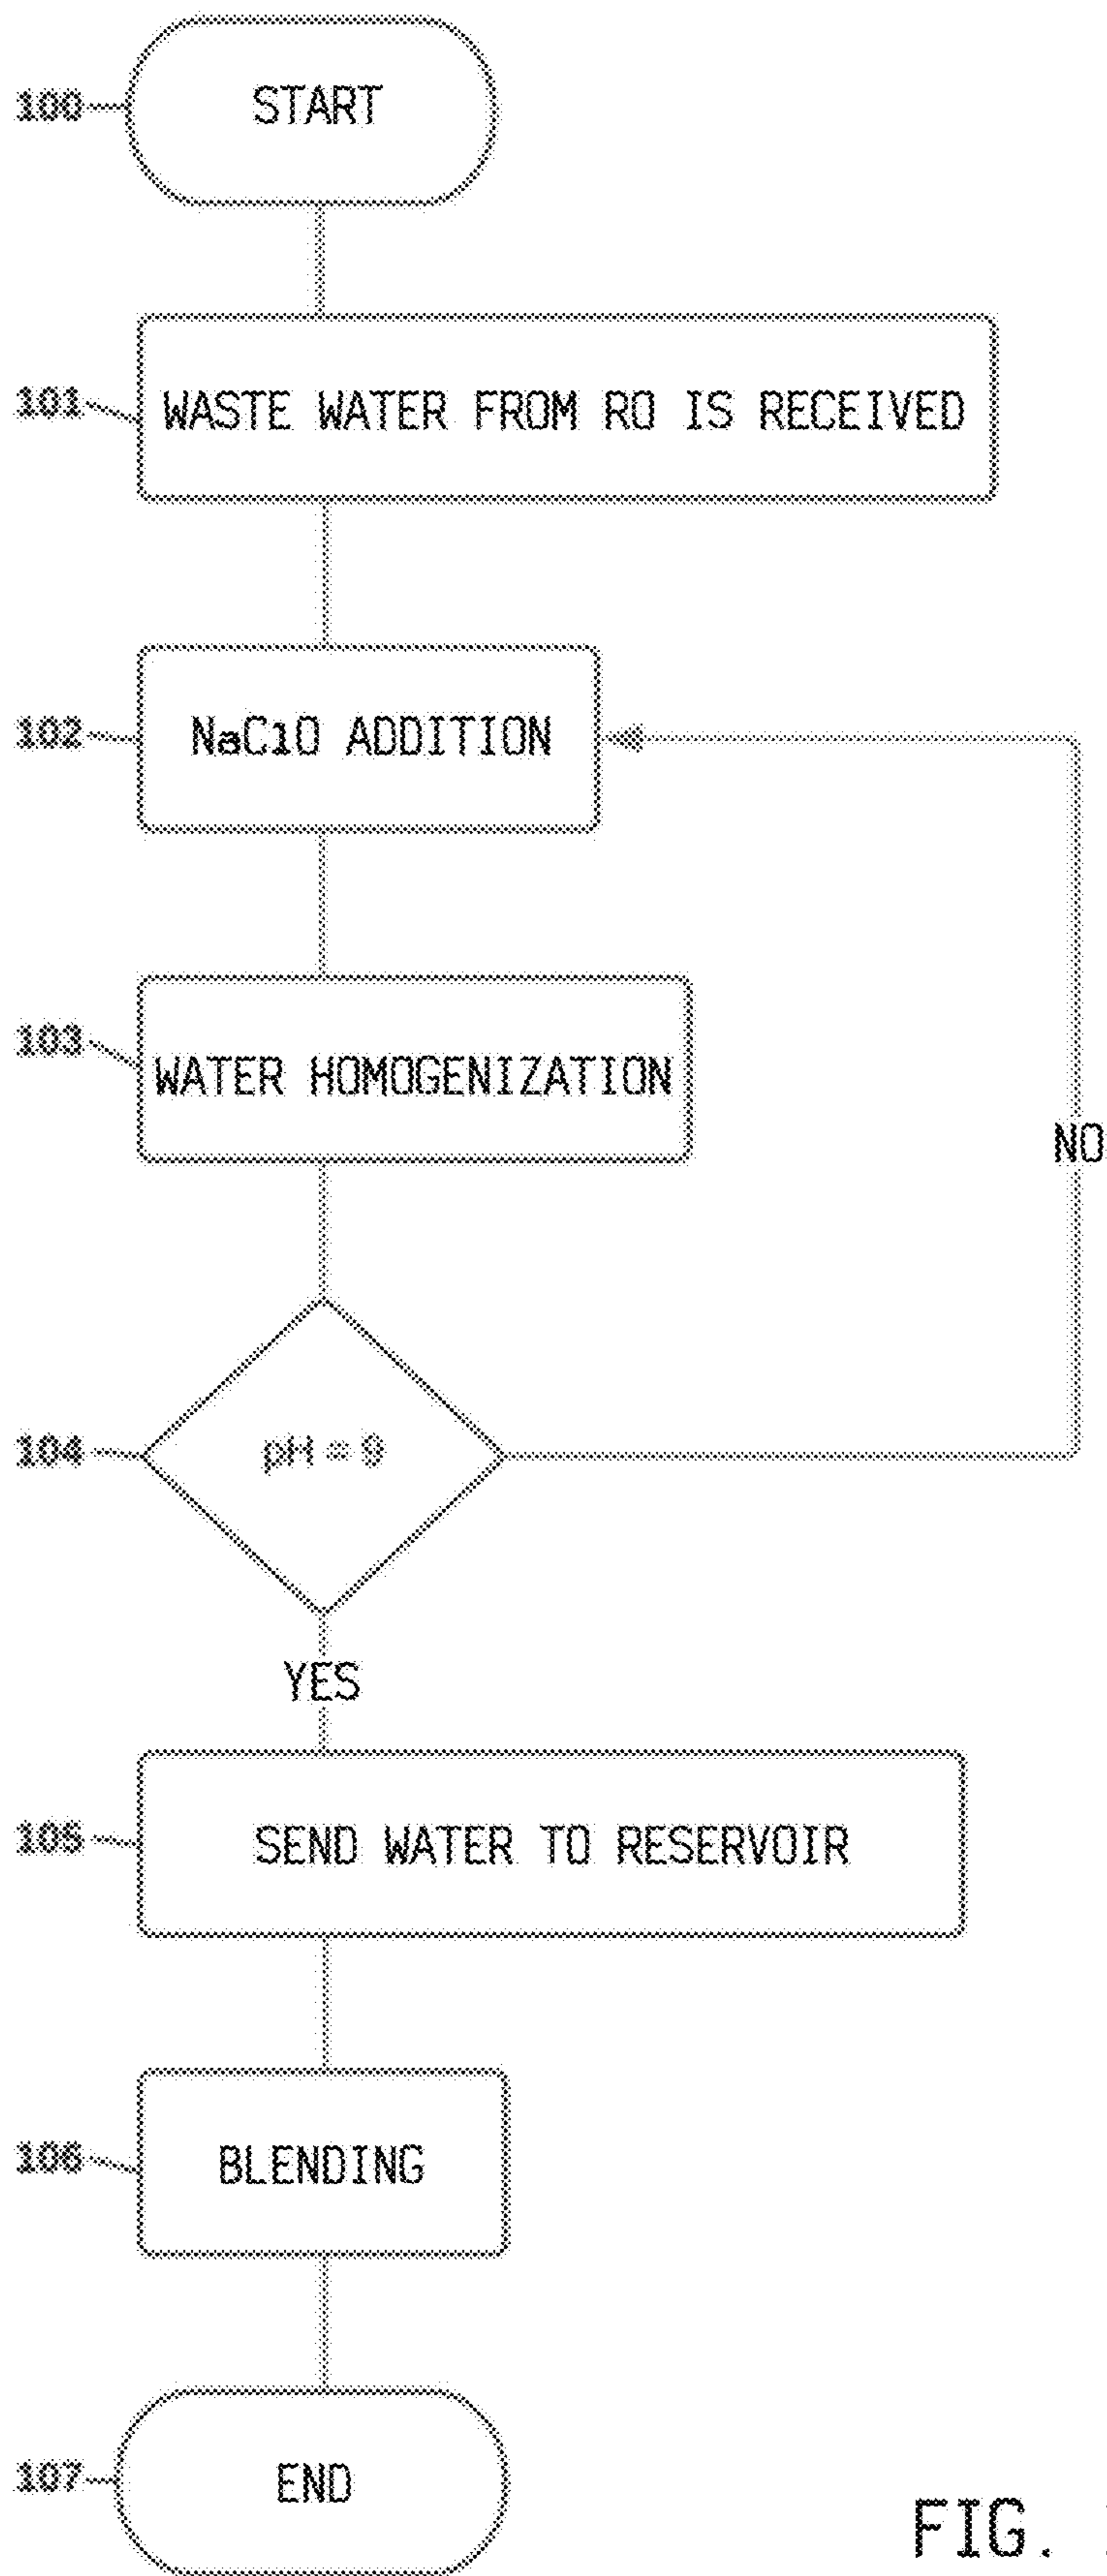 100
START
101
WASTE WATER FROM RO IS RECEIVED
102
NaClO ADDITION
103
WATER HOMOGENIZATION
NO
104
pH = 9
YES
105
SEND WATER TO RESERVOIR
106
BLENDING
107
END
FIG.